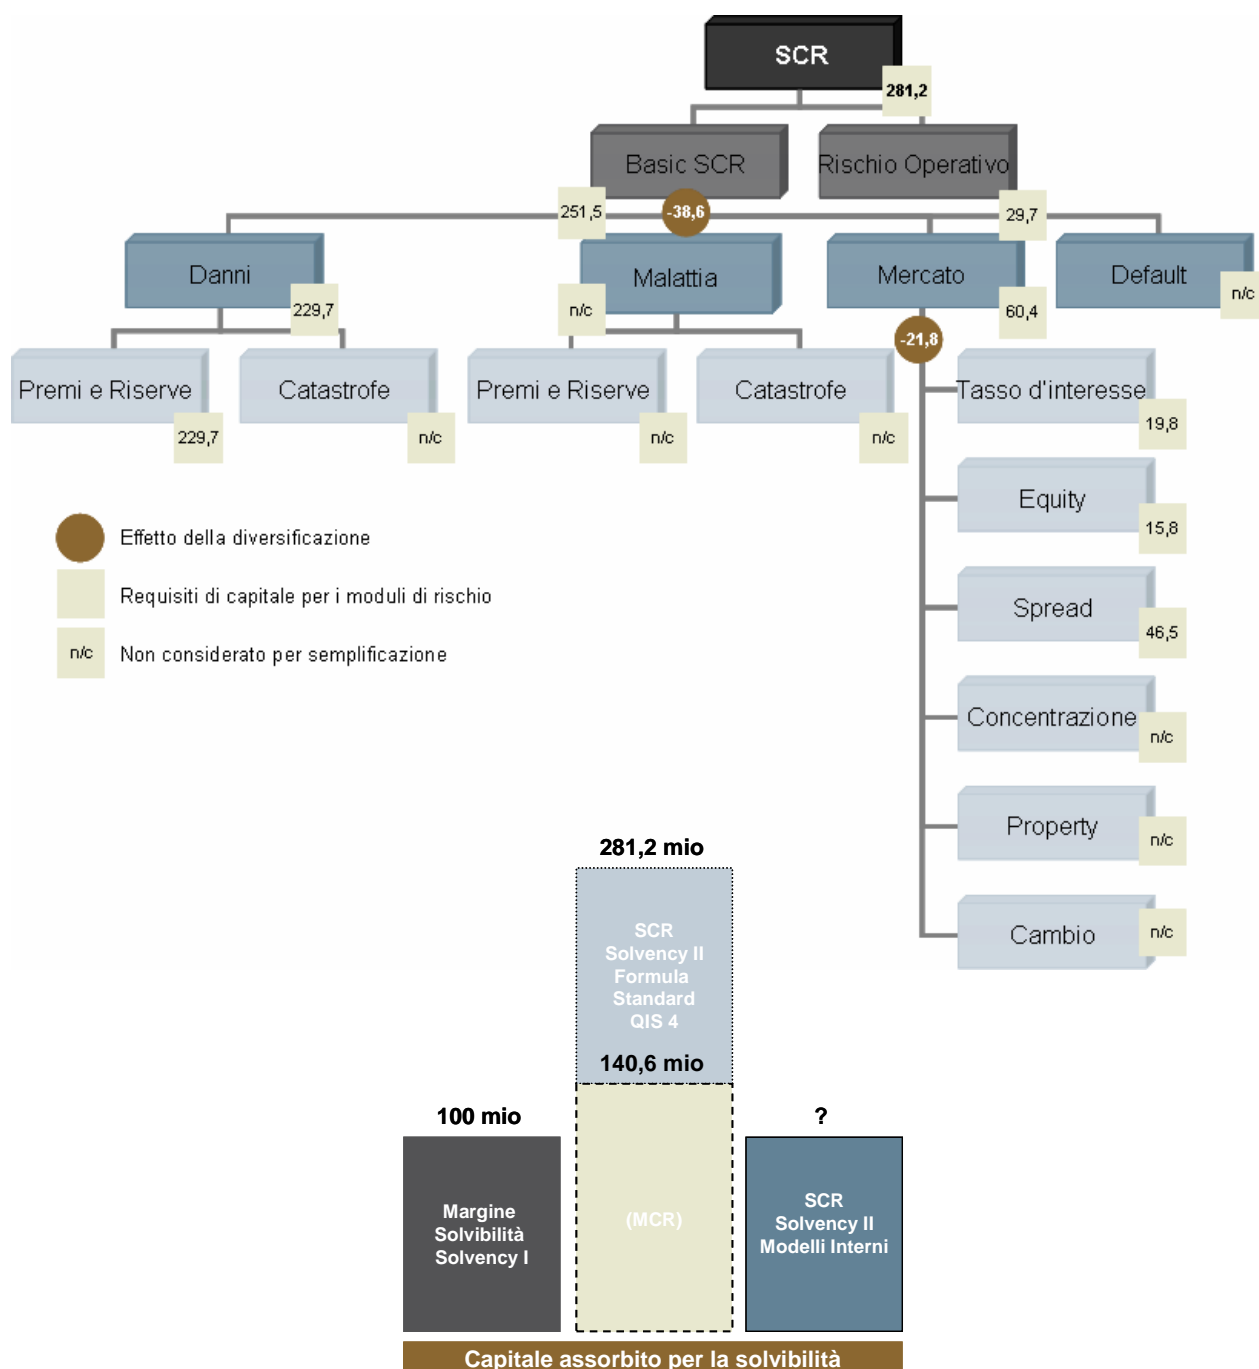 SCR
281,2
Basic SCR
Rischio Operativo
251,5
-38,6
29,7
Danni
Malattia
Mercato
Default
229,7
n/c
60,4
n/c
-21,8
Premi e Riserve
Catastrofe
Premi e Riserve
Catastrofe
Tasso d'interesse
229,7
n/c
n/c
n/c
19,8
Equity
15,8
Effetto della diversificazione
Requisiti di capitale per i moduli di rischio
n/c
Non considerato per semplificazione
Spread
46,5
Concentrazione
n/c
Property
n/c
Cambio
n/c
281,2 mio
SCR
Solvency II
Formula
Standard
QIS 4
140,6 mio
100 mio
?
Margine
Solvibilità
Solvency I
(MCR)
SCR
Solvency II
Modelli Interni
Capitale assorbito per la solvibilità